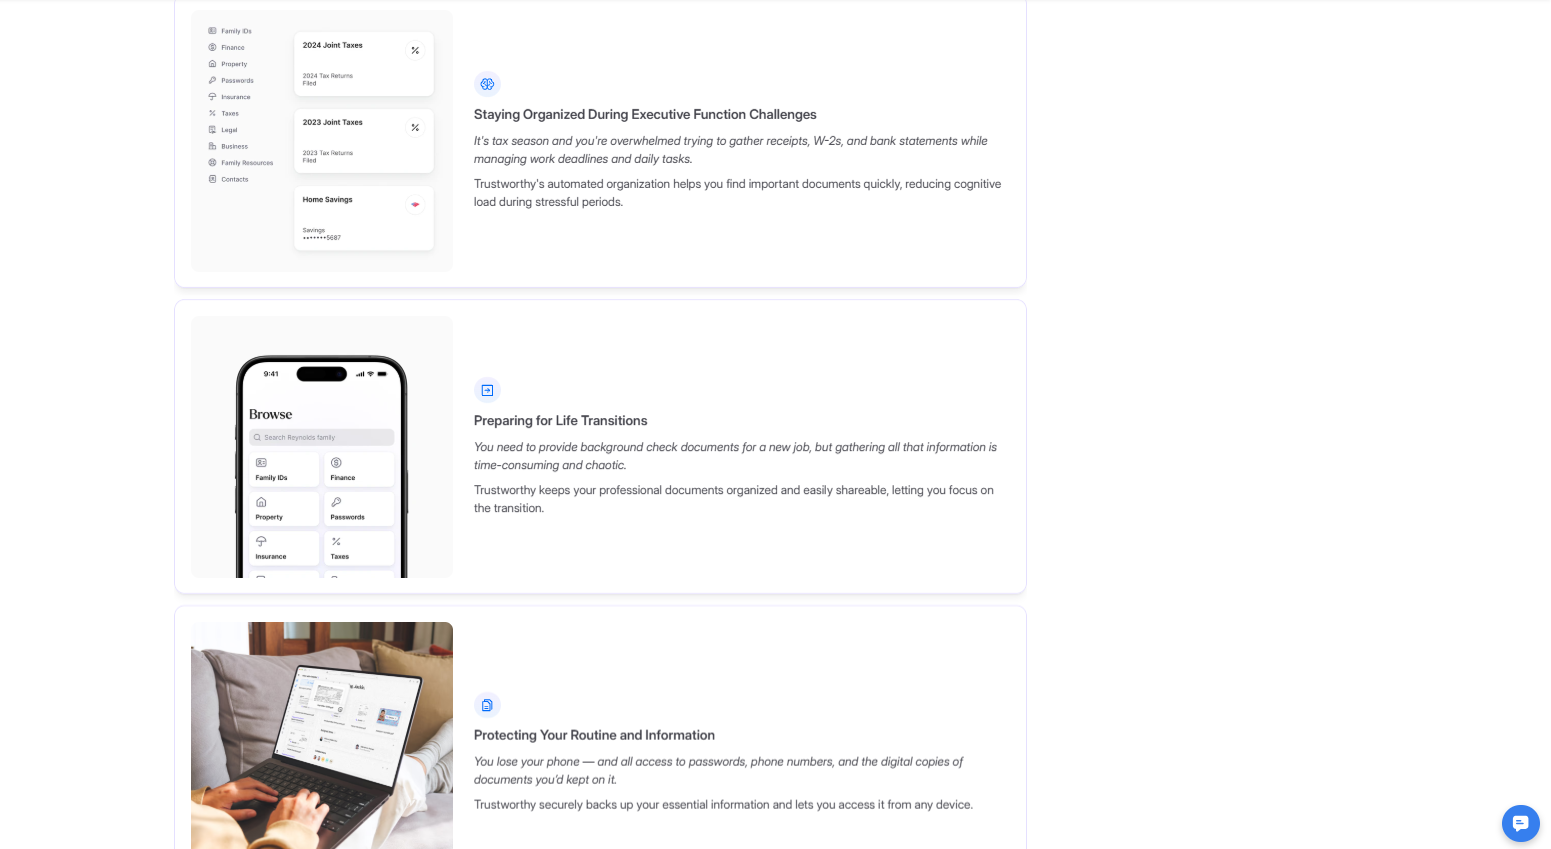 Family IDs
Finance
Property
Passwords
Insurance
Taxes
Legal
Business
Family Resources
Contacts
2024 Joint Taxes
2024 Tax Returns
Filed
2023 Joint Taxes
2023 Tax Returns
Filed
Home Savings
Savings
•••••••5687
Staying Organized During Executive Function Challenges
It's tax season and you're overwhelmed trying to gather receipts, W-2s, and bank statements while
managing work deadlines and daily tasks.
Trustworthy's automated organization helps you find important documents quickly, reducing cognitive
load during stressful periods.
9:41
Browse
Search Reynolds family
Family IDs
Finance
Property
Passwords
Insurance
Taxes
Preparing for Life Transitions
You need to provide background check documents for a new job, but gathering all that information is
time-consuming and chaotic.
Trustworthy keeps your professional documents organized and easily shareable, letting you focus on
the transition.
Protecting Your Routine and Information
You lose your phone — and all access to passwords, phone numbers, and the digital copies of
documents you'd kept on it.
Trustworthy securely backs up your essential information and lets you access it from any device.